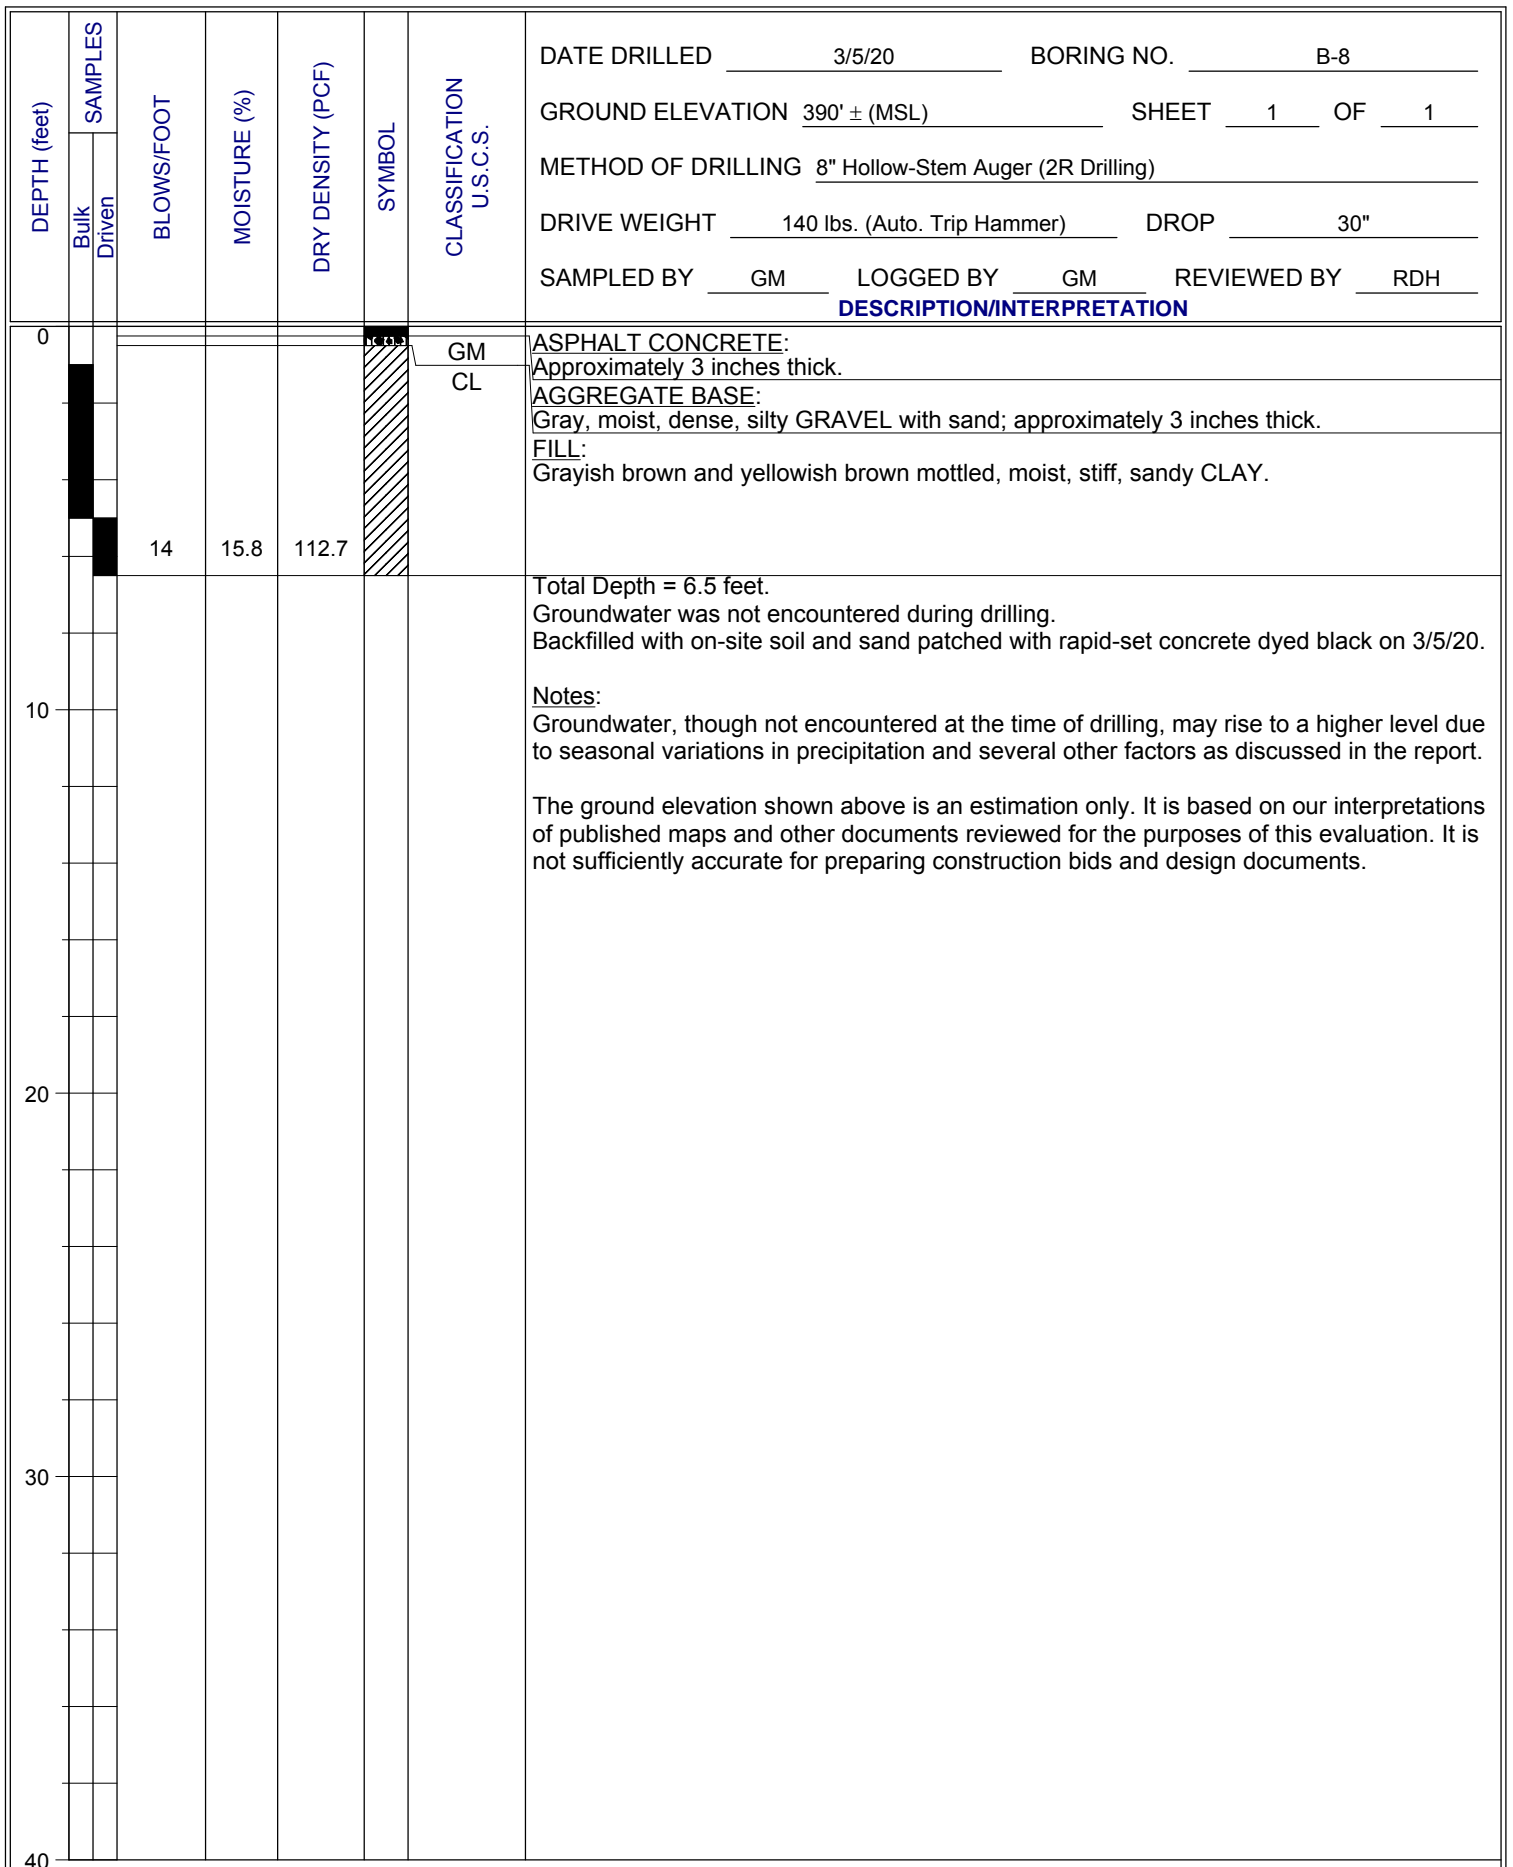 DEPTH (feet)
SAMPLES
Bulk
Driven
BLOWS/FOOT
MOISTURE (%)
DRY DENSITY (PCF)
SYMBOL
CLASSIFICATION
U.S.C.S.
DATE DRILLED 3/5/20 BORING NO. B-8
GROUND ELEVATION 390' ± (MSL) SHEET 1 OF 1
METHOD OF DRILLING 8" Hollow-Stem Auger (2R Drilling)
DRIVE WEIGHT 140 lbs. (Auto. Trip Hammer) DROP 30"
SAMPLED BY GM LOGGED BY GM REVIEWED BY RDH
DESCRIPTION/INTERPRETATION
0
GM
CL
ASPHALT CONCRETE:
Approximately 3 inches thick.
AGGREGATE BASE:
Gray, moist, dense, silty GRAVEL with sand; approximately 3 inches thick.
FILL:
Grayish brown and yellowish brown mottled, moist, stiff, sandy CLAY.
14 15.8 112.7
Total Depth = 6.5 feet.
Groundwater was not encountered during drilling.
Backfilled with on-site soil and sand patched with rapid-set concrete dyed black on 3/5/20.
Notes:
10
Groundwater, though not encountered at the time of drilling, may rise to a higher level due
to seasonal variations in precipitation and several other factors as discussed in the report.
The ground elevation shown above is an estimation only. It is based on our interpretations
of published maps and other documents reviewed for the purposes of this evaluation. It is
not sufficiently accurate for preparing construction bids and design documents.
20
30
40